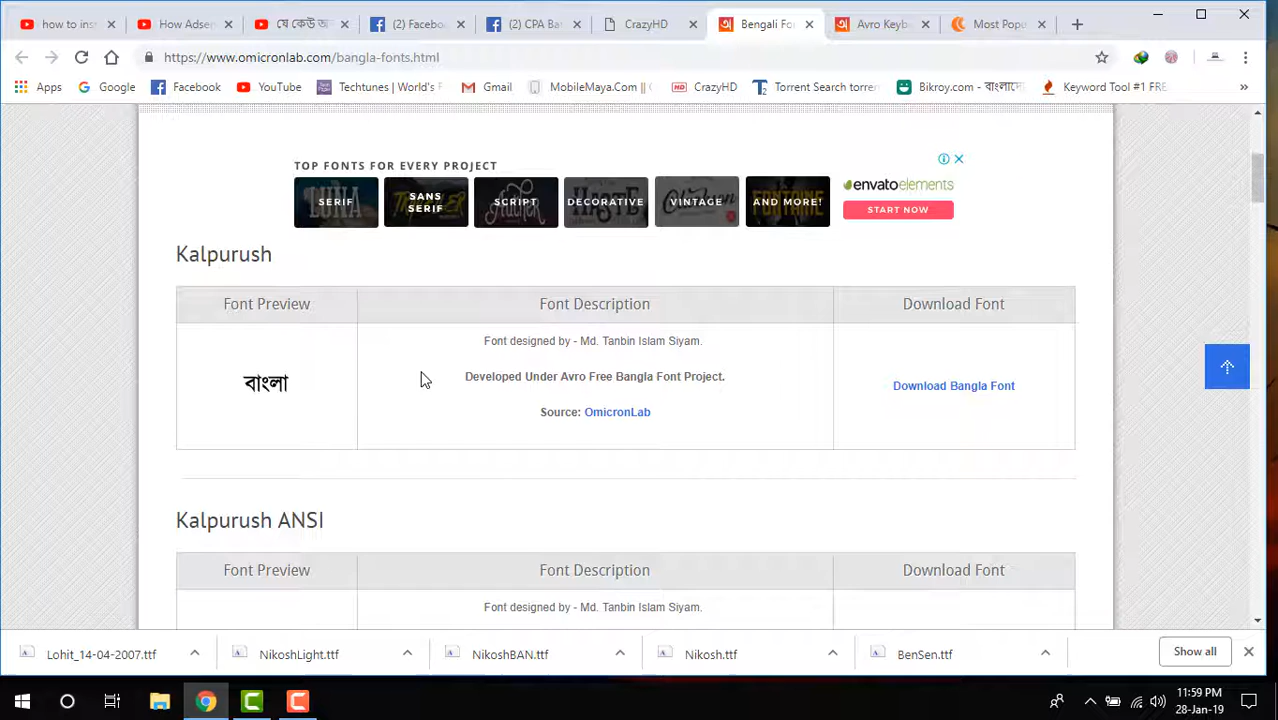 how to ins
How Adsen
যে কেউ অ
(2) Facebo
(2) CPA Ba
CrazyHD
Bengali Fo
Avro Keyb
Most Popu
https://www.omicronlab.com/bangla-fonts.html
Apps
Google
Facebook
YouTube
Techtunes | World's F
Gmail
MobileMaya.Com ||
CrazyHD
Torrent Search torren
Bikroy.com - বাংলাদে
Keyword Tool #1 FRE
TOP FONTS FOR EVERY PROJECT
SERIF
SANS SERIF
SCRIPT
DECORATIVE
VINTAGE
AND MORE!
envatoelements
START NOW
Kalpurush
Font Preview
Font Description
Download Font
বাংলা
Font designed by - Md. Tanbin Islam Siyam.
Developed Under Avro Free Bangla Font Project.
Source: OmicronLab
Download Bangla Font
Kalpurush ANSI
Font Preview
Font Description
Download Font
Font designed by - Md. Tanbin Islam Siyam.
Lohit_14-04-2007.ttf
NikoshLight.ttf
NikoshBAN.ttf
Nikosh.ttf
BenSen.ttf
Show all
11:59 PM
28-Jan-19